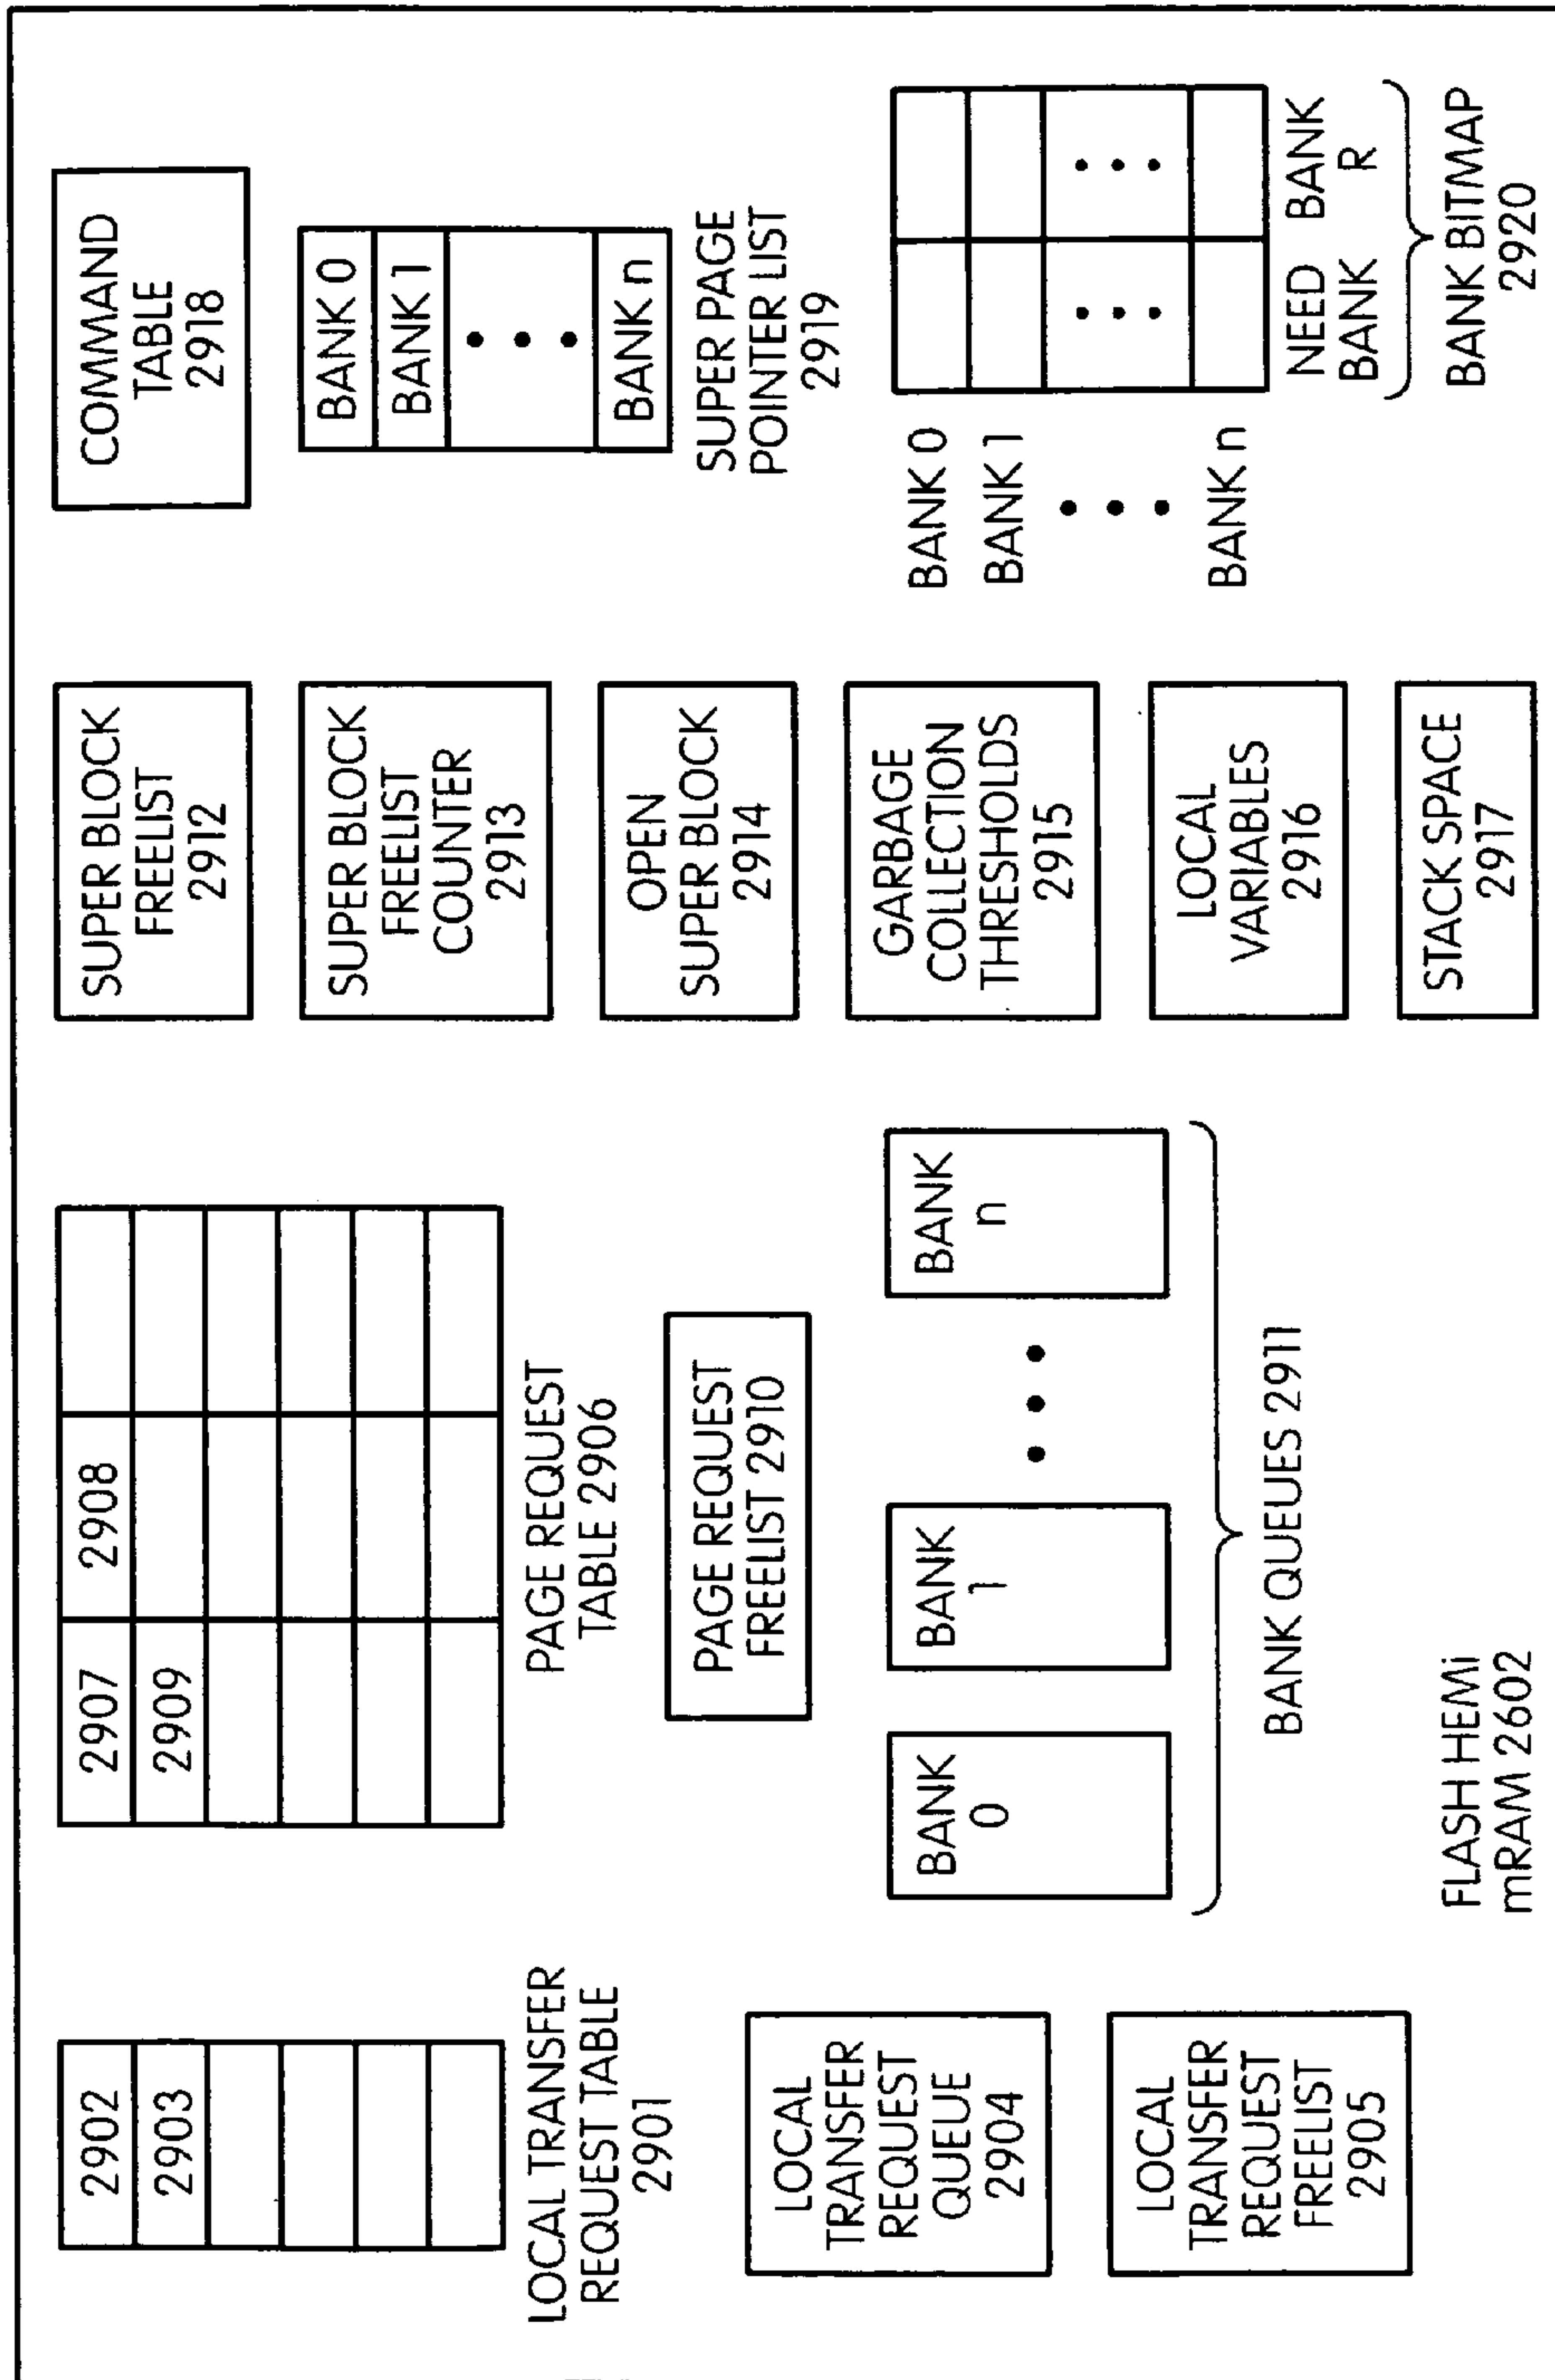 2902
2903
LOCAL TRANSFER
REQUEST TABLE
2901
LOCAL
TRANSFER
REQUEST
QUEUE
2904
LOCAL
TRANSFER
REQUEST
FREELIST
2905
2907
2908
2909
PAGE REQUEST
TABLE 2906
PAGE REQUEST
FREELIST 2910
BANK
0
BANK
1
BANK
n
BANK QUEUES 2911
FLASH HEMi
mRAM 2602
SUPER BLOCK
FREELIST
2912
SUPER BLOCK
FREELIST
COUNTER
2913
OPEN
SUPER BLOCK
2914
GARBAGE
COLLECTION
THRESHOLDS
2915
LOCAL
VARIABLES
2916
STACK SPACE
2917
COMMAND
TABLE
2918
BANK 0
BANK 1
BANK n
SUPER PAGE
POINTER LIST
2919
BANK 0
BANK 1
BANK n
NEED
BANK
BANK
R
BANK BITMAP
2920